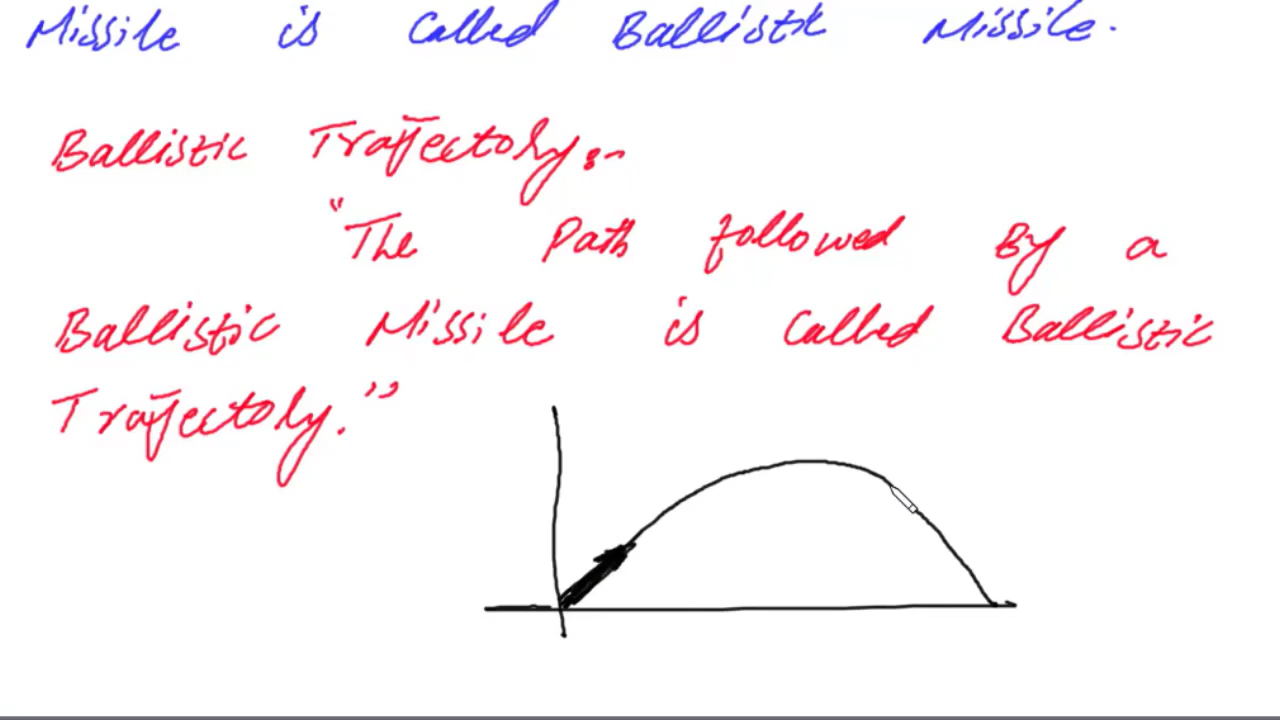 Missile is called Ballistic Missile.
Ballistic Trajectory:-
"The Path followed By a
Ballistic Missile is called Ballistic
Trajectory."